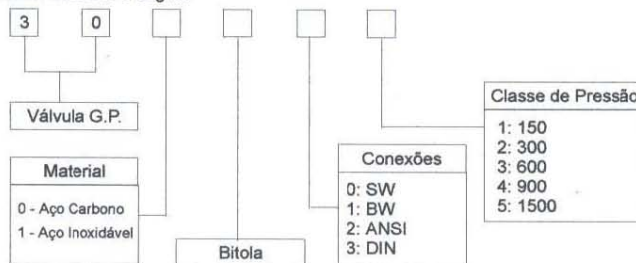 3 0
Válvula G.P.
Material
0 - Aço Carbono
1 - Aço Inoxidável
Bitola
Conexões
0: SW
1: BW
2: ANSI
3: DIN
Classe de Pressão
1: 150
2: 300
3: 600
4: 900
5: 1500